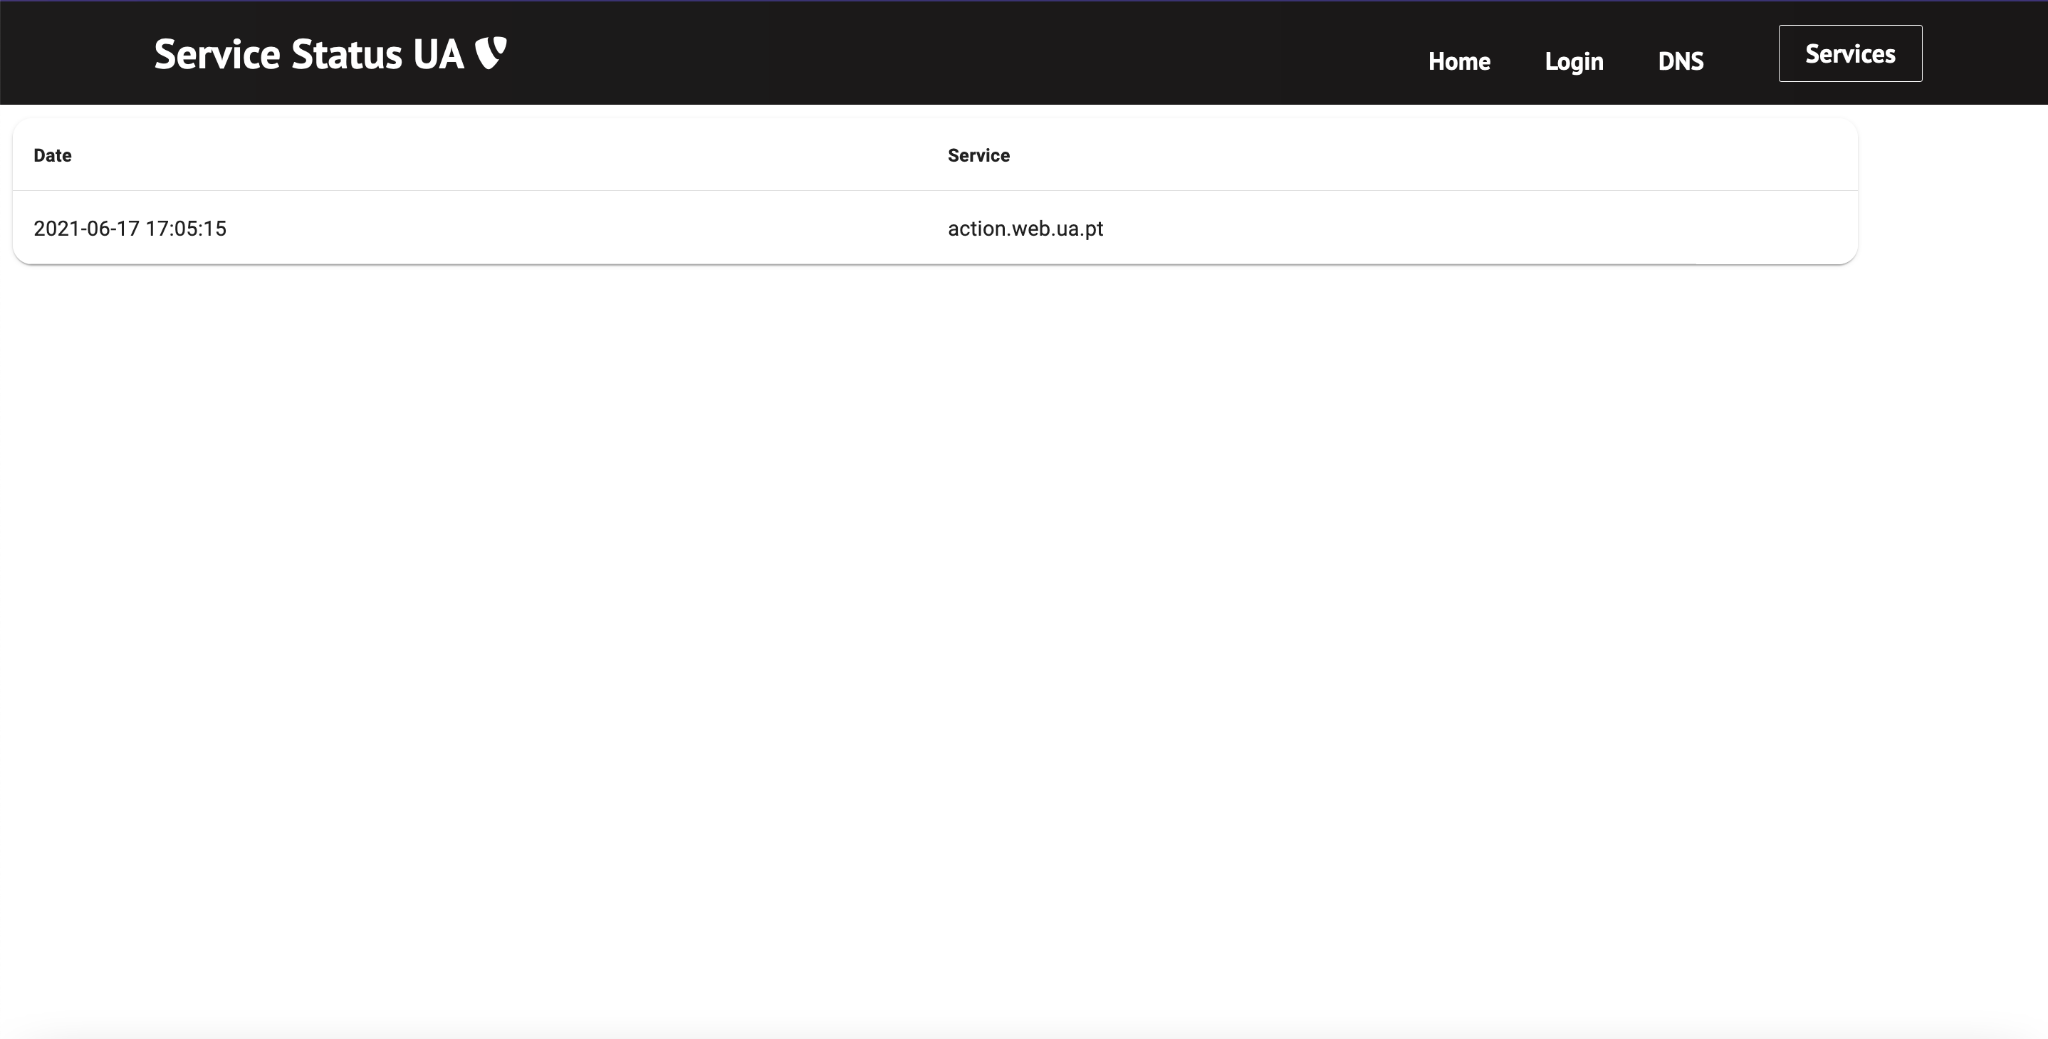 Service Status UA
Home Login DNS Services
Date Service
2021-06-17 17:05:15 action.web.ua.pt